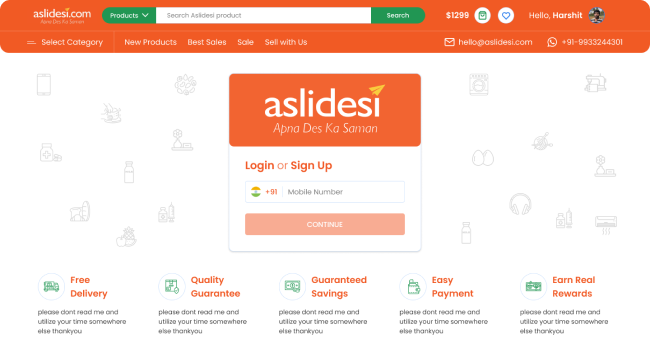 aslidesi.com
Apna Des Ka Saman
Products
Search Aslidesi product
Search
$1299
Hello, Harshit
Select Category
New Products
Best Sales
Sale
Sell with Us
hello@aslidesi.com
+91-9933244301
aslidesi
Apna Des Ka Saman
Login or Sign Up
+91
Mobile Number
CONTINUE
Free
Delivery
please dont read me and
utilize your time somewhere
else thankyou
Quality
Guarantee
please dont read me and
utilize your time somewhere
else thankyou
Guaranteed
Savings
please dont read me and
utilize your time somewhere
else thankyou
Easy
Payment
please dont read me and
utilize your time somewhere
else thankyou
Earn Real
Rewards
please dont read me and
utilize your time somewhere
else thankyou